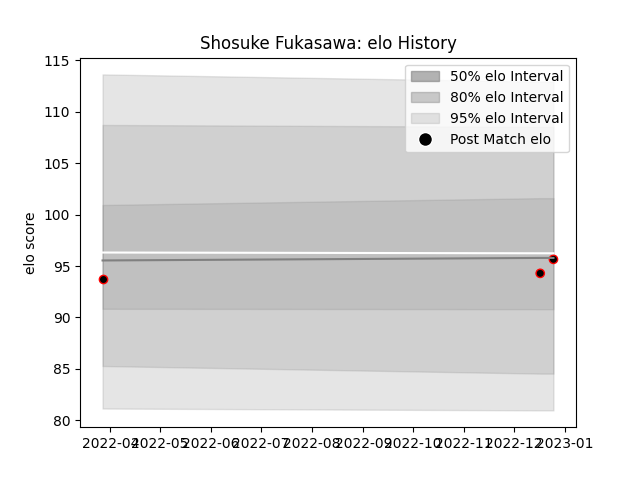 Shosuke Fukasawa: elo History
115
110
105
100
95
90
85
80
elo score
50% elo Interval
80% elo Interval
95% elo Interval
Post Match elo
2022-04 2022-05 2022-06 2022-07 2022-08 2022-09 2022-10 2022-11 2022-12 2023-01